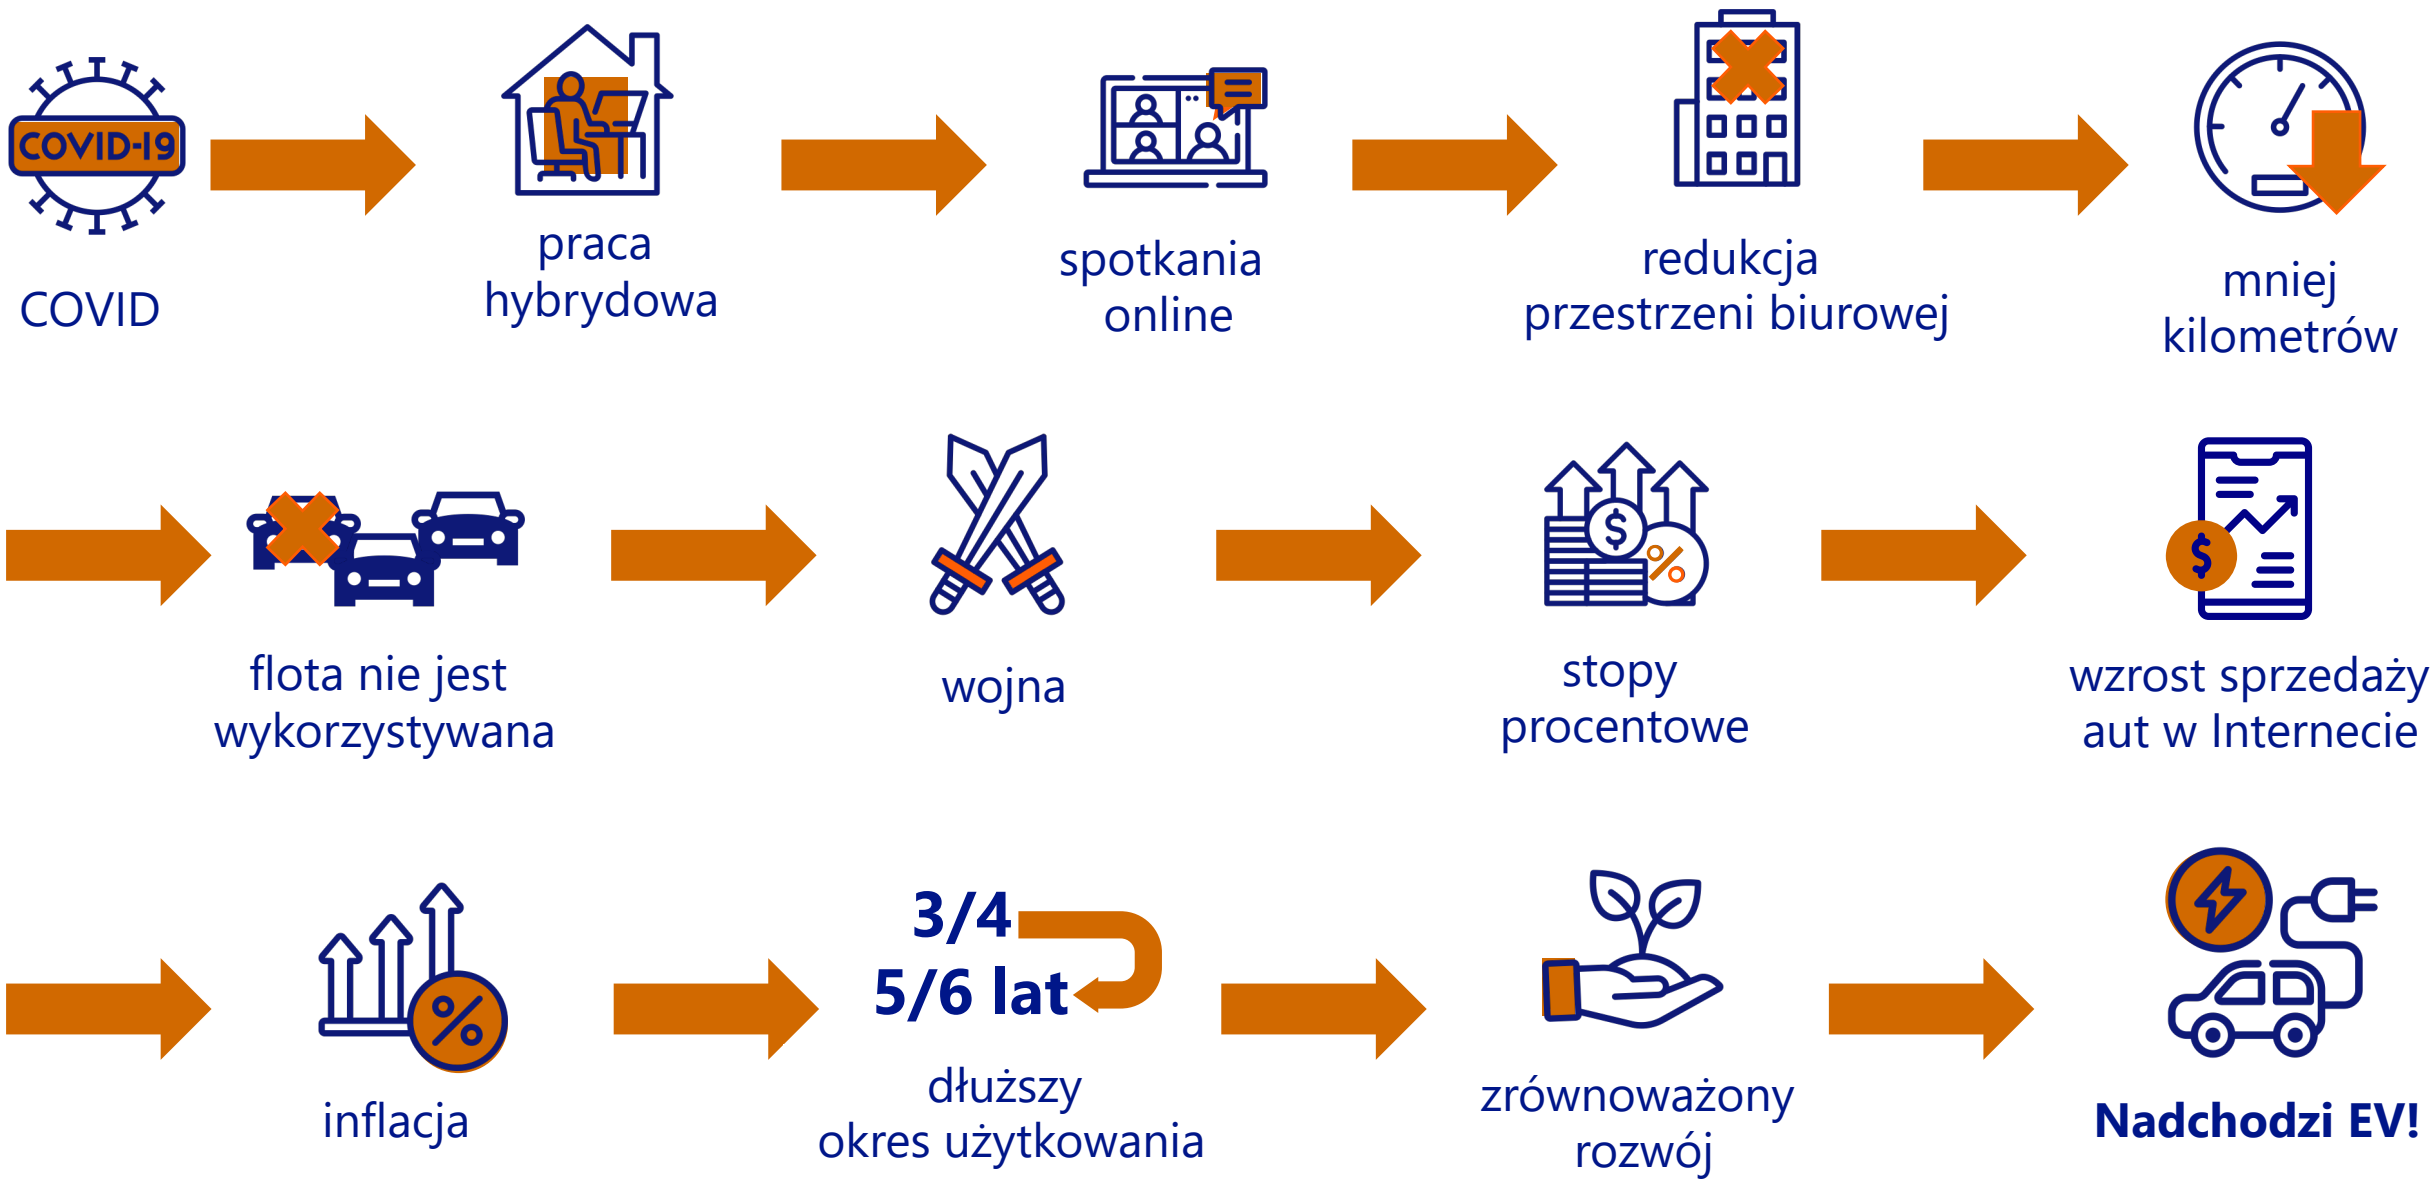 COVID-19
COVID
praca
hybrydowa
spotkania
online
redukcja
przestrzeni biurowej
mniej
kilometrów
flota nie jest
wykorzystywana
wojna
$
%
stopy
procentowe
$
wzrost sprzedaży
aut w Internecie
%
inflacja
3/4
5/6 lat
dłuższy
okres użytkowania
zrównoważony
rozwój
Nadchodzi EV!